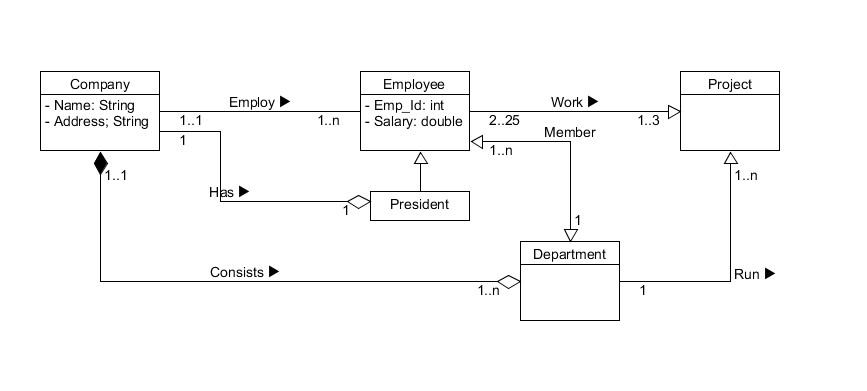 Company
- Name: String
- Address; String
Employ ▶
1..1
1..n
1
Employee
- Emp_Id: int
- Salary: double
Work ▶
2..25
1..3
Project
Member
1..n
1..1
1..n
Has ▶
1
President
1
Department
Consists ▶
1..n
1
Run ▶